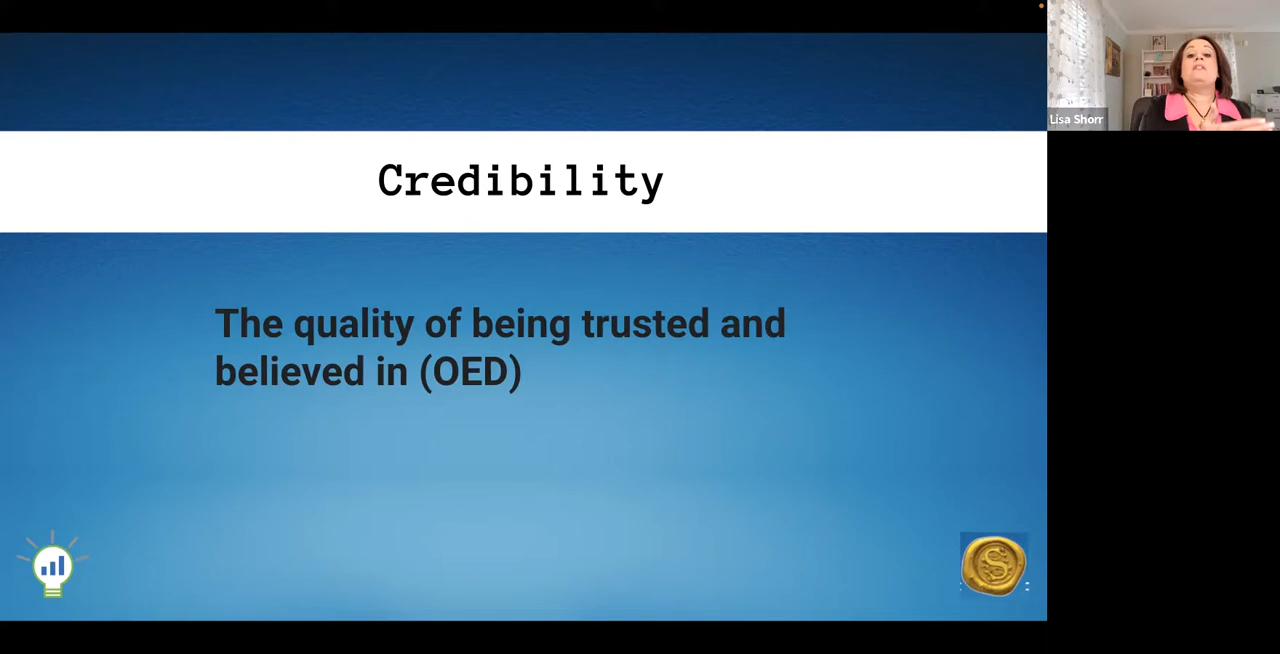 Credibility
The quality of being trusted and
believed in (OED)
Lisa Shorr
S